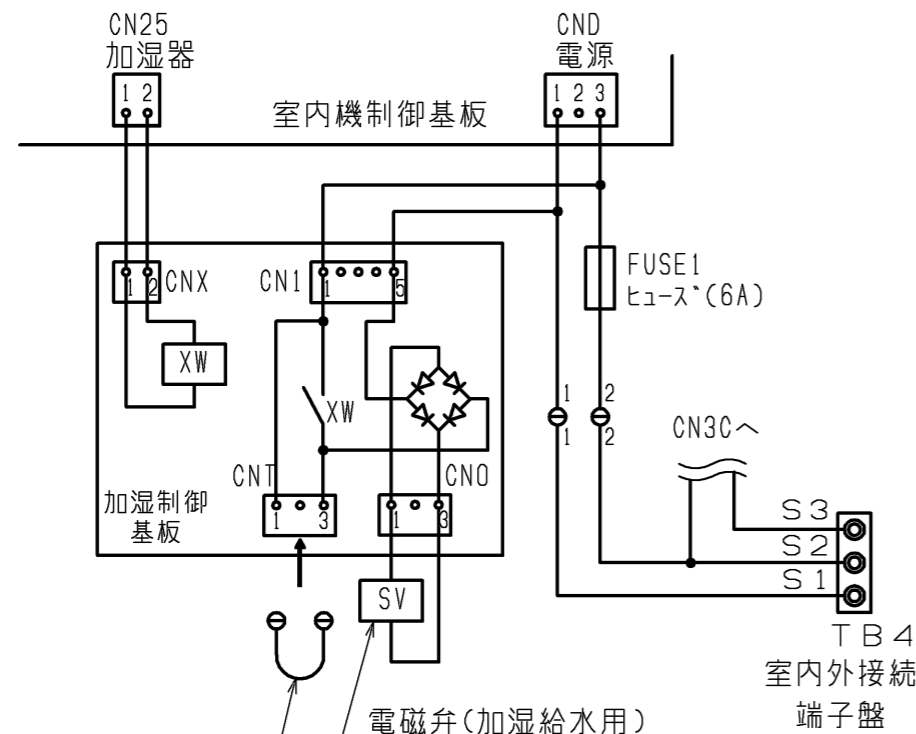 CN25
加湿器
1 2
CND
電源
1 2 3
室内機制御基板
CNX
1 2
CN1
1 5
FUSE1
ヒューズ(6A)
XW
XW
1 2
1 2
CN3Cへ
CNT
1 3
CNO
1 3
加湿制御
基板
S3
S2
S1
SV
TB4
室内外接続
端子盤
電磁弁(加湿給水用)